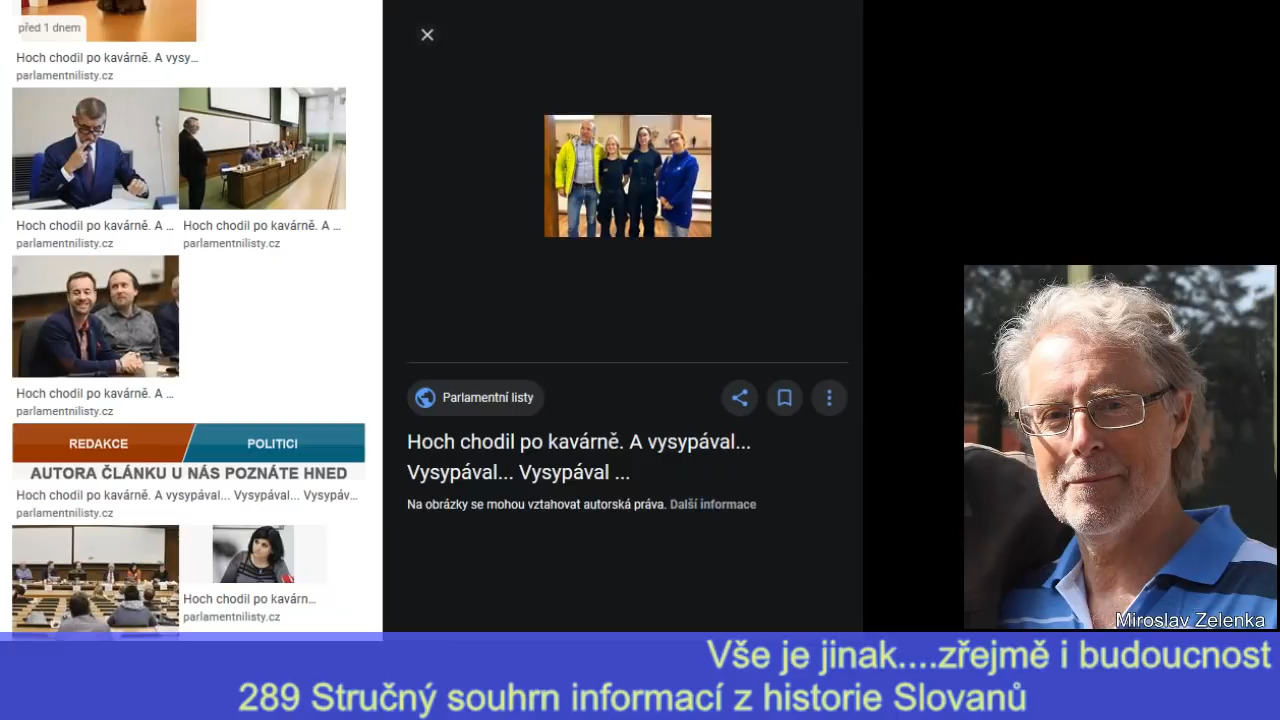 před 1 dnem
Hoch chodil po kavárně. A vysy...
parlamentnilisty.cz
Hoch chodil po kavárně. A ...
parlamentnilisty.cz
Hoch chodil po kavárně. A ...
parlamentnilisty.cz
Hoch chodil po kavárně. A ...
parlamentnilisty.cz
REDAKCE
POLITICI
AUTORA ČLÁNKU U NÁS POZNÁTE HNED
Hoch chodil po kavárně. A vysypával... Vysypával... Vysypáv...
parlamentnilisty.cz
Hoch chodil po kavárn...
parlamentnilisty.cz
Parlamentní listy
Hoch chodil po kavárně. A vysypával...
Vysypával... Vysypával ...
Na obrázky se mohou vztahovat autorská práva. Další informace
Miroslav Zelenka
Vše je jinak....zřejmě i budoucnost
289 Stručný souhrn informací z historie Slovanů